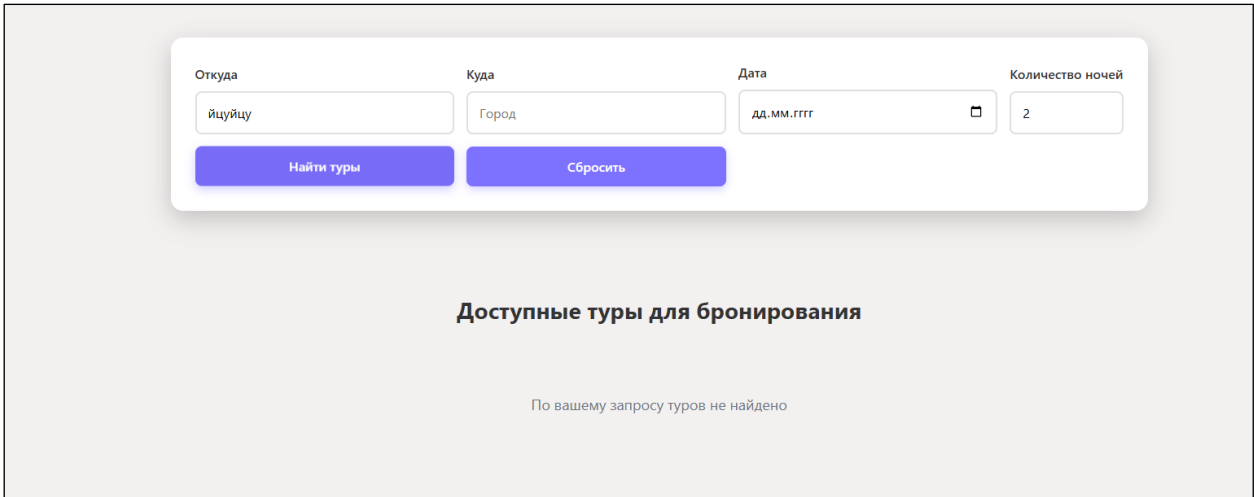 Откуда
Куда
Дата
Количество ночей
йцуйцу
Город
дд.мм.гггг
2
Найти туры
Сбросить
Доступные туры для бронирования
По вашему запросу туров не найдено